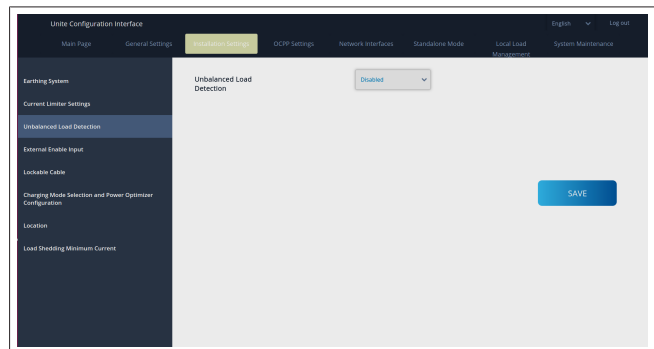 Unite Configuration Interface
English
Log out
Main Page
General Settings
Installation Settings
OCPP Settings
Network Interfaces
Standalone Mode
Local Load
Management
System Maintenance
Earthing System
Current Limiter Settings
Unbalanced Load Detection
External Enable Input
Lockable Cable
Charging Mode Selection and Power Optimizer
Configuration
Location
Load Shedding Minimum Current
Unbalanced Load
Detection
Disabled
SAVE